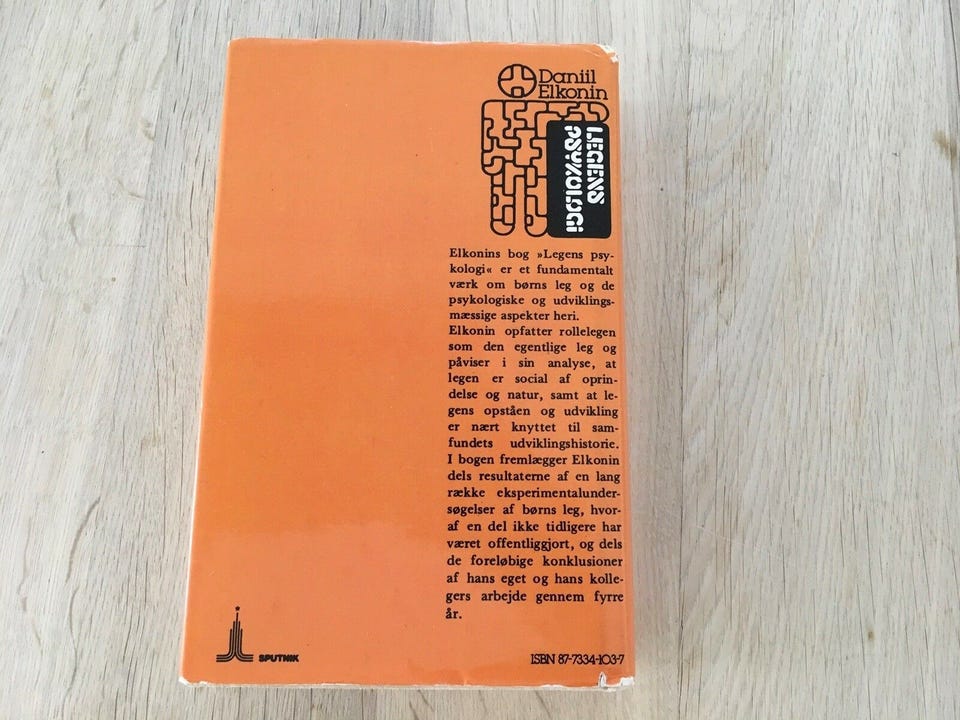 Daniil
Elkonin
LEGENS
PSYKOLOGI
Elkonins bog »Legens psy-
kologi« er et fundamentalt
værk om børns leg og de
psykologiske og udviklings-
mæssige aspekter heri.
Elkonin opfatter rollelegen
som den egentlige leg og
påviser i sin analyse, at
legen er social af oprin-
delse og natur, samt at le-
gens opståen og udvikling
er nært knyttet til sam-
fundets udviklingshistorie.
I bogen fremlægger Elkonin
dels resultaterne af en lang
række eksperimentalunder-
søgelser af børns leg, hvor-
af en del ikke tidligere har
været offentliggjort, og dels
de foreløbige konklusioner
af hans eget og hans kolle-
gers arbejde gennem fyrre
år.
SPUTNIK
ISBN 87-7334-103-7